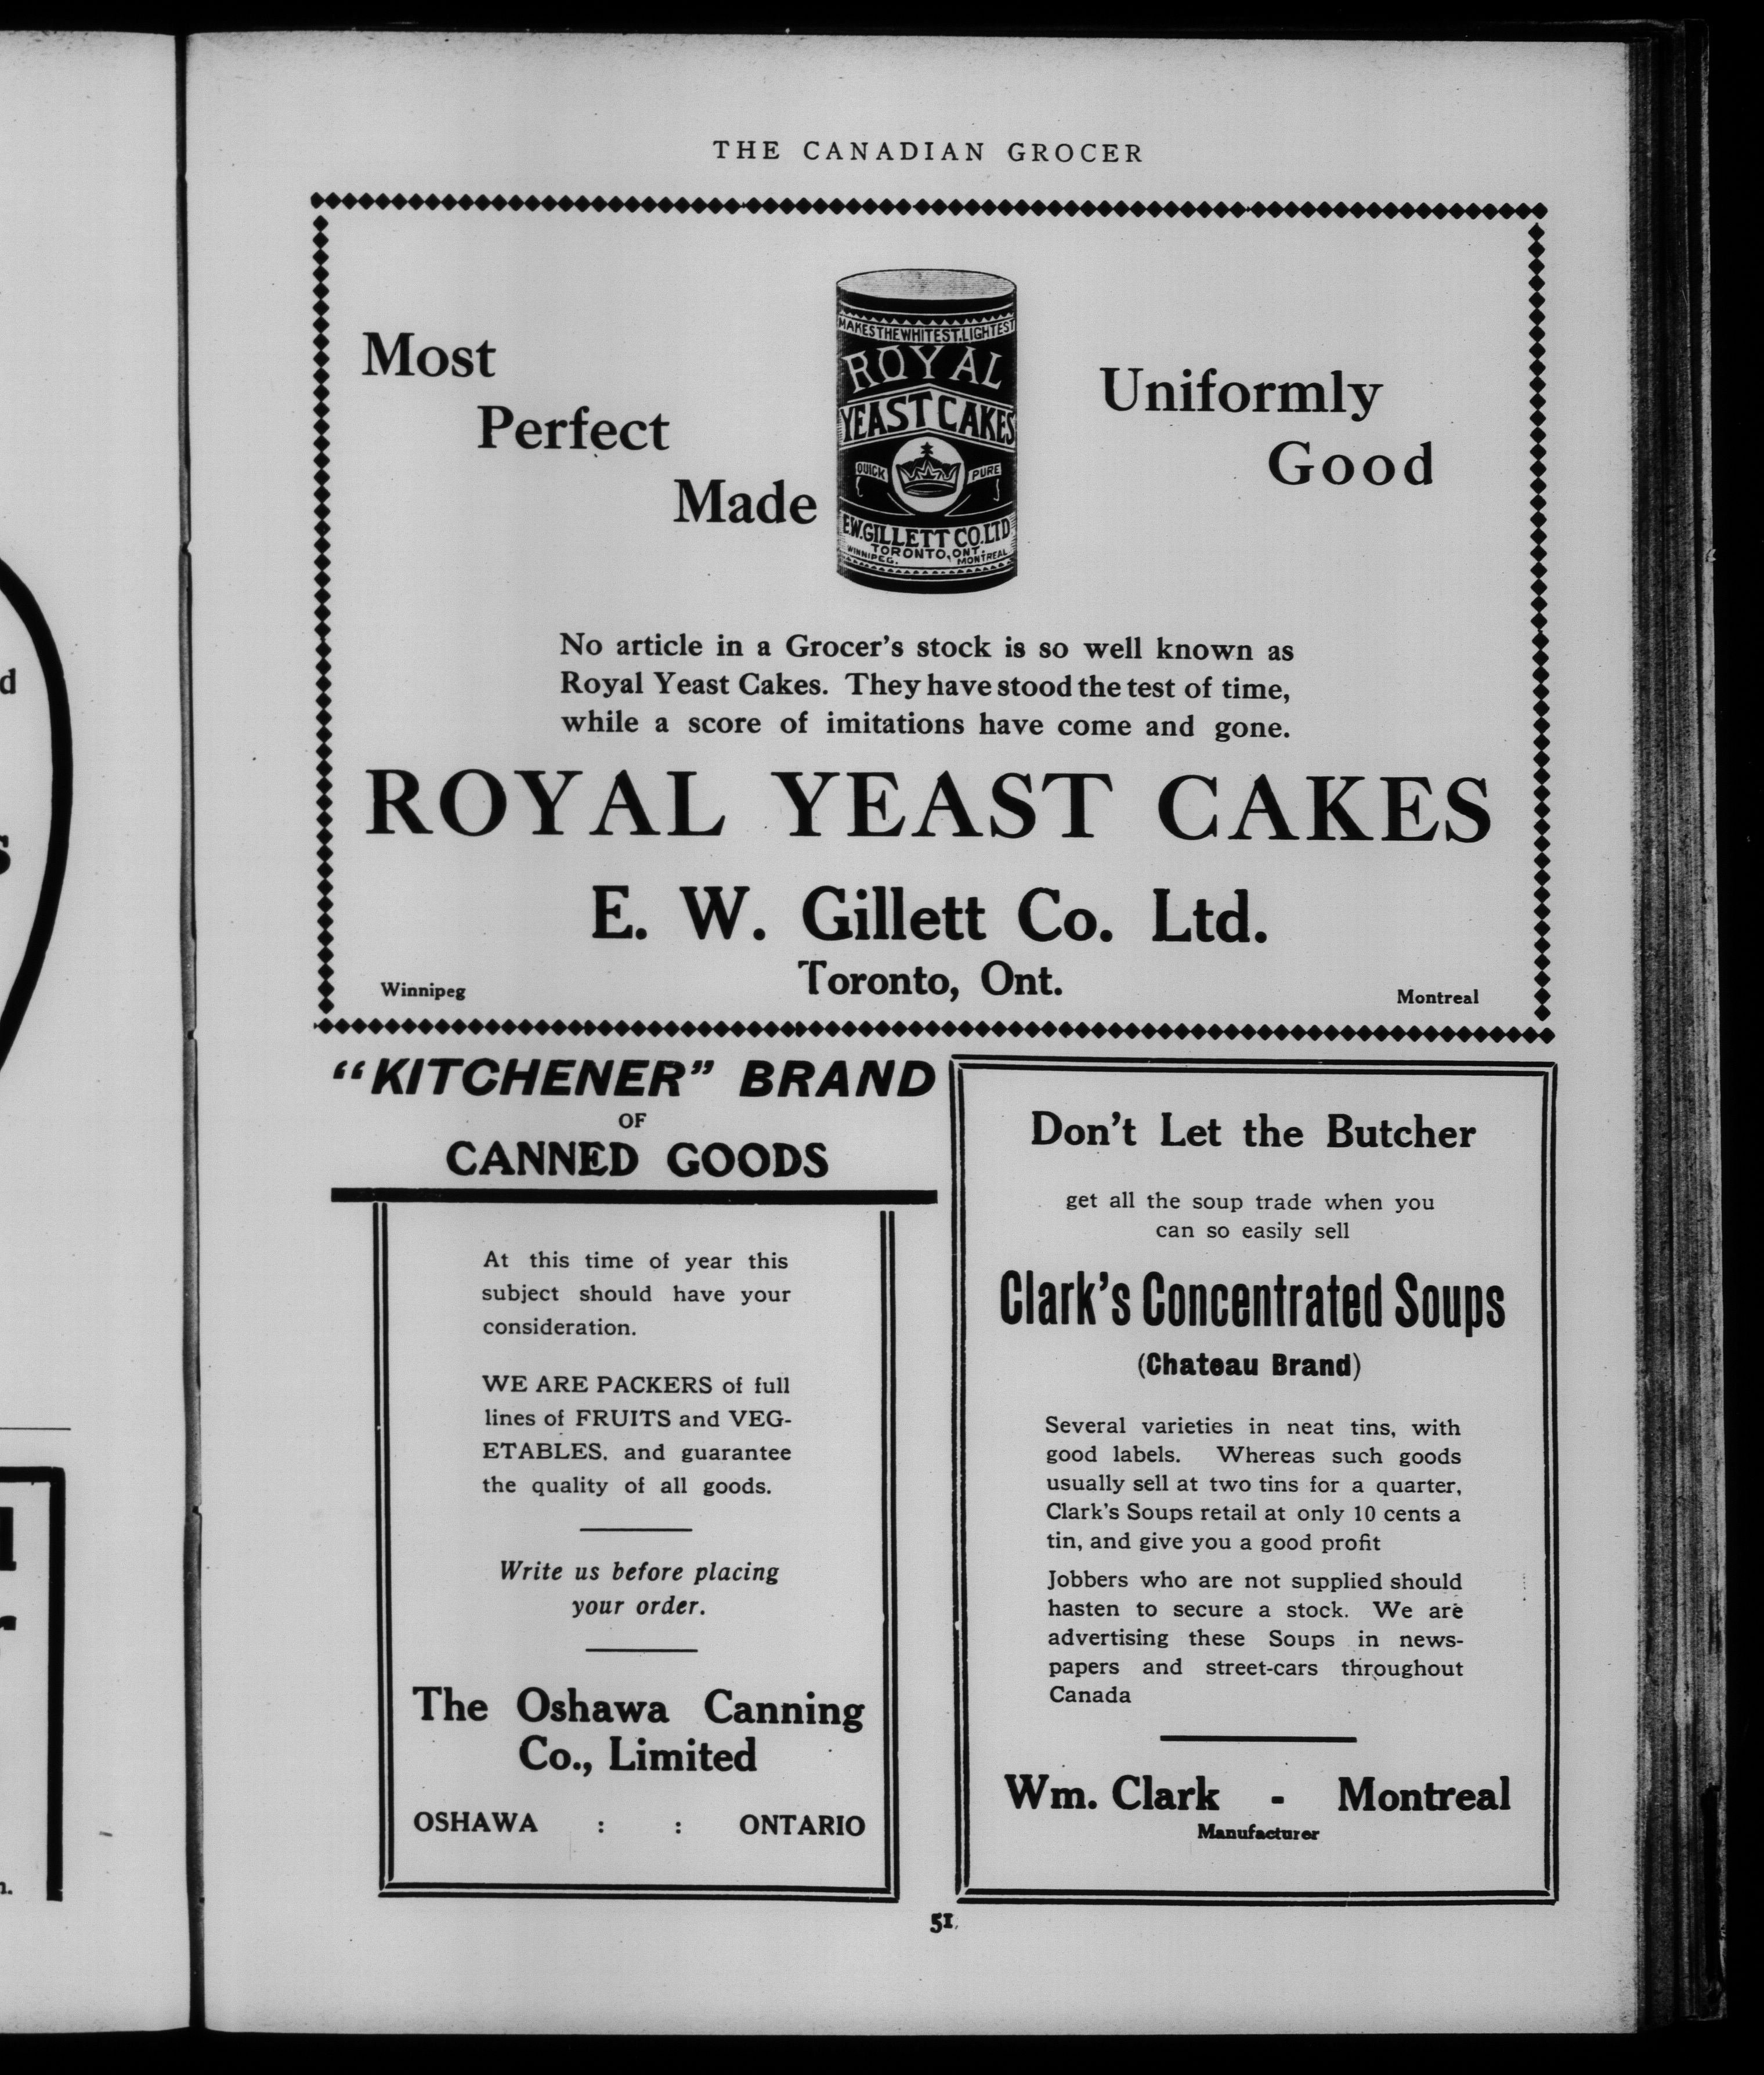 THE CANADIAN GROCER
Most
Perfect
Made
MAKES THE WHITEST, LIGHTEST
ROYAL
YEAST CAKES
QUICK
PURE
E.W. GILLETT CO. LTD
TORONTO, ONT.
WINNIPEG.
MONTREAL
Uniformly
Good
No article in a Grocer's stock is so well known as
Royal Yeast Cakes. They have stood the test of time,
while a score of imitations have come and gone.
ROYAL YEAST CAKES
E. W. Gillett Co. Ltd.
Toronto, Ont.
Winnipeg
Montreal
"KITCHENER" BRAND
OF
CANNED GOODS
At this time of year this
subject should have your
consideration.
WE ARE PACKERS of full
lines of FRUITS and VEG-
ETABLES, and guarantee
the quality of all goods.
Write us before placing
your order.
The Oshawa Canning
Co., Limited
OSHAWA : : ONTARIO
Don't Let the Butcher
get all the soup trade when you
can so easily sell
Clark's Concentrated Soups
(Chateau Brand)
Several varieties in neat tins, with
good labels. Whereas such goods
usually sell at two tins for a quarter,
Clark's Soups retail at only 10 cents a
tin, and give you a good profit
Jobbers who are not supplied should
hasten to secure a stock. We are
advertising these Soups in news-
papers and street-cars throughout
Canada
Wm. Clark - Montreal
Manufacturer
51